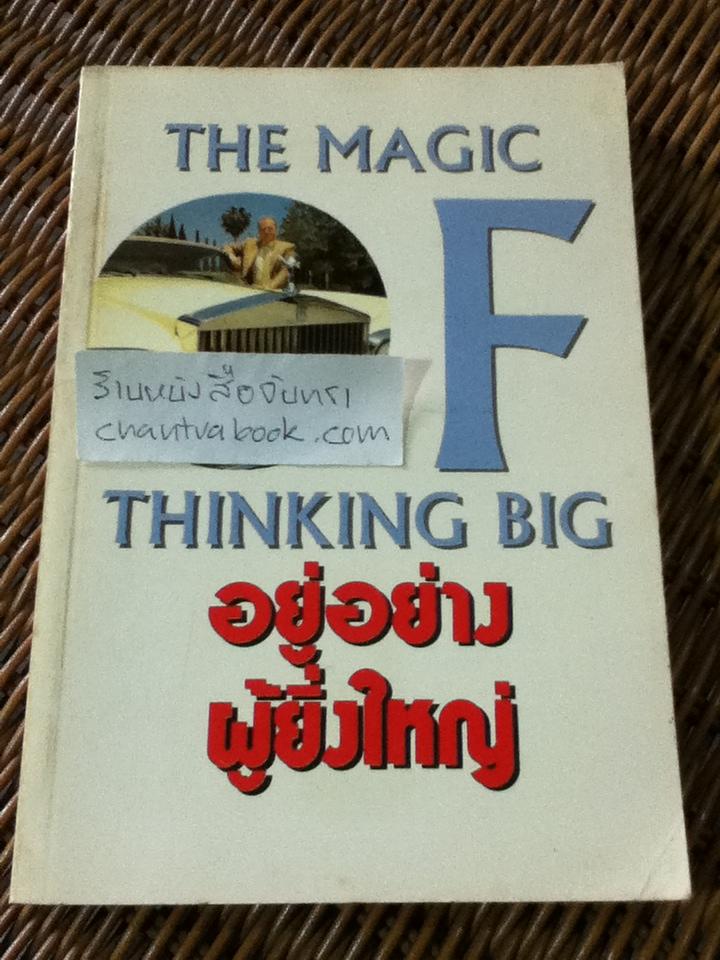 THE MAGIC
OF
ร้านหนังสือจันทรา
chantrabook.com
THINKING BIG
อยู่อย่าง
ผู้ยิ่งใหญ่